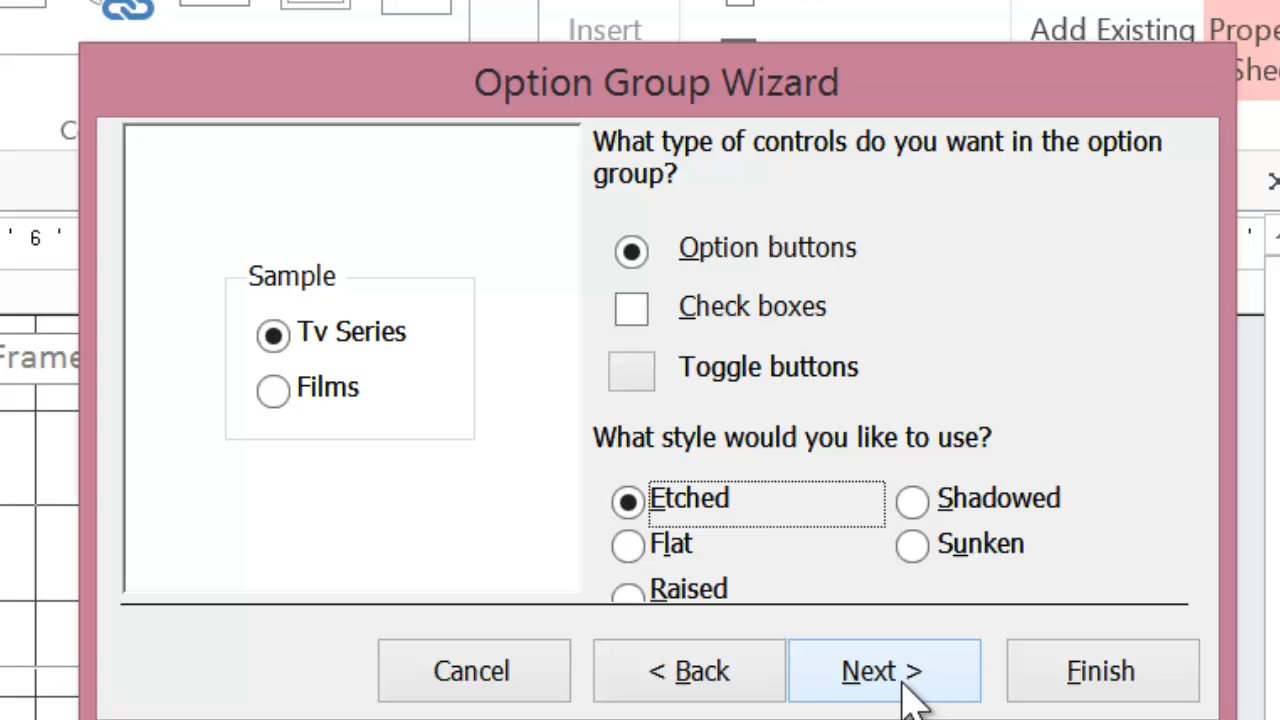 Insert
Add Existing
Option Group Wizard
6
What type of controls do you want in the option
group?
Option buttons
Sample
Check boxes
Tv Series
Frame
Toggle buttons
Films
What style would you like to use?
Etched
Shadowed
Flat
Sunken
Raised
Cancel
< Back
Next >
Finish